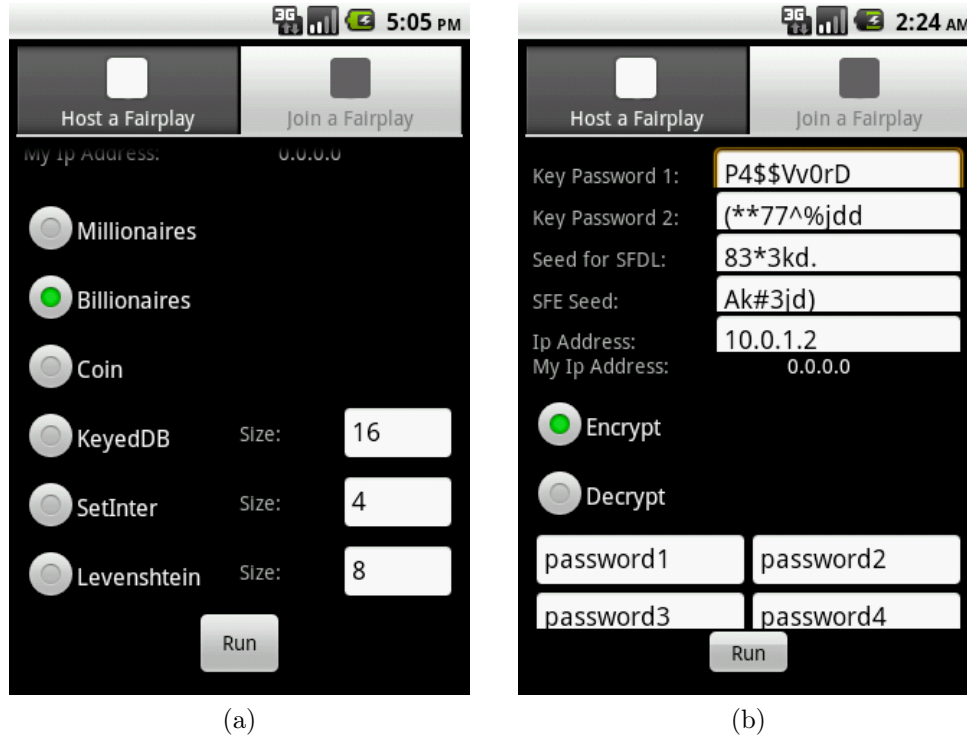 3G 5:05 PM
Host a Fairplay Join a Fairplay
My Ip Address: 0.0.0.0
Millionaires
Billionaires
Coin
KeyedDB Size: 16
SetInter Size: 4
Levenshtein Size: 8
Run
(a)
3G 2:24 AM
Host a Fairplay Join a Fairplay
Key Password 1: P4$$Vv0rD
Key Password 2: (**77^%jdd
Seed for SFDL: 83*3kd.
SFE Seed: Ak#3jd)
Ip Address: 10.0.1.2
My Ip Address: 0.0.0.0
Encrypt
Decrypt
password1 password2
password3 password4
Run
(b)